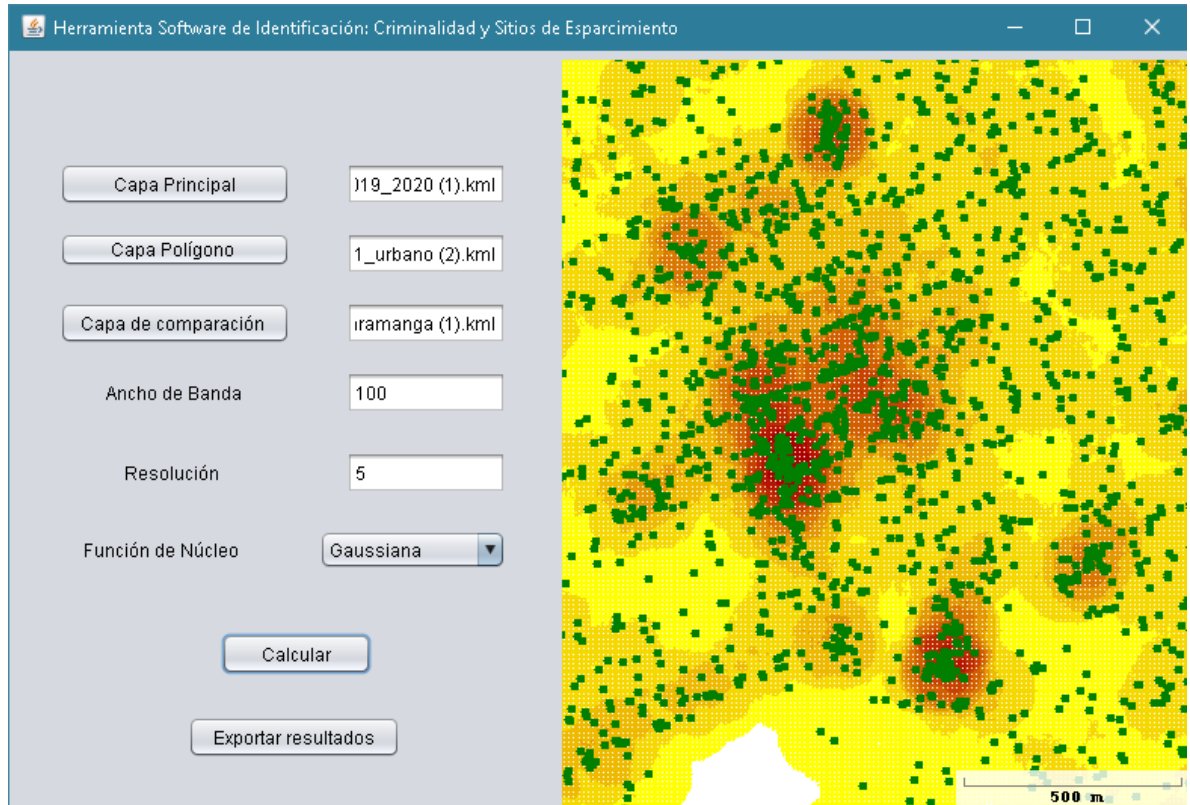 Herramienta Software de Identificación: Criminalidad y Sitios de Esparcimiento
Capa Principal
)19_2020 (1).kml
Capa Polígono
1_urbano (2).kml
Capa de comparación
ıramanga (1).kml
Ancho de Banda
100
Resolución
5
Función de Núcleo
Gaussiana
Calcular
Exportar resultados
500 m